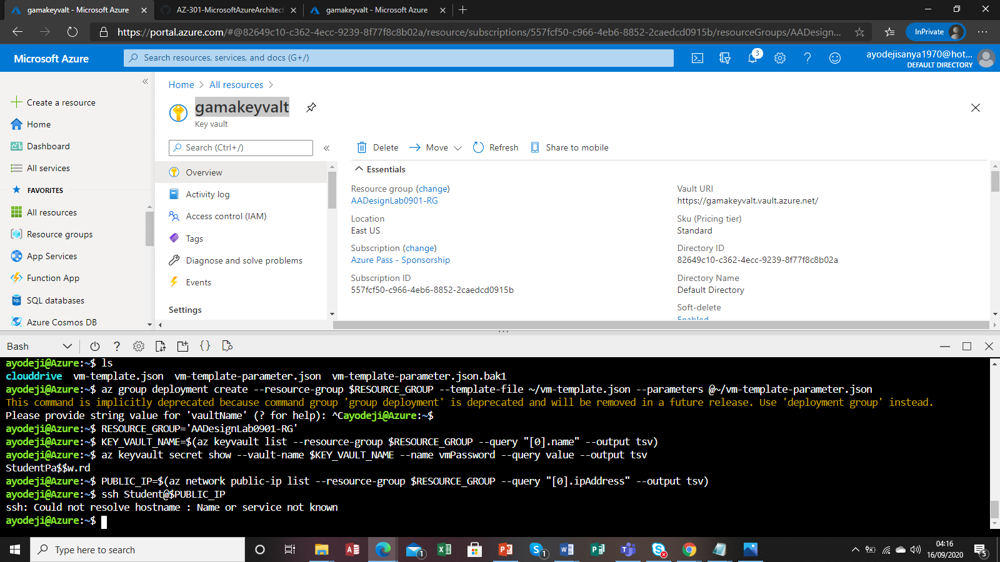 gamakeyvalt - Microsoft Azure
AZ-301-MicrosoftAzureArchitect
gamakeyvalt - Microsoft Azure
https://portal.azure.com/#@82649c10-c362-4ecc-9239-8f77f8c8b02a/resource/subscriptions/557fcf50-c966-4eb6-8852-2caedcd0915b/resourceGroups/AADesign...
InPrivate
Microsoft Azure
Search resources, services, and docs (G+/)
3
ayodejisanya1970@hot...
DEFAULT DIRECTORY
Create a resource
Home
Dashboard
All services
FAVORITES
All resources
Resource groups
App Services
Function App
SQL databases
Azure Cosmos DB
Home > All resources >
gamakeyvalt
Key vault
Search (Ctrl+/)
Overview
Activity log
Access control (IAM)
Tags
Diagnose and solve problems
Events
Settings
Delete
Move
Refresh
Share to mobile
Essentials
Resource group (change)
AADesignLab0901-RG
Location
East US
Subscription (change)
Azure Pass - Sponsorship
Subscription ID
557fcf50-c966-4eb6-8852-2caedcd0915b
Vault URI
https://gamakeyvalt.vault.azure.net/
Sku (Pricing tier)
Standard
Directory ID
82649c10-c362-4ecc-9239-8f77f8c8b02a
Directory Name
Default Directory
Soft-delete
Enabled
Bash
ayodeji@Azure:~$ ls
clouddrive  vm-template.json  vm-template-parameter.json  vm-template-parameter.json.bak1
ayodeji@Azure:~$ az group deployment create --resource-group $RESOURCE_GROUP --template-file ~/vm-template.json --parameters @~/vm-template-parameter.json
This command is implicitly deprecated because command group 'group deployment' is deprecated and will be removed in a future release. Use 'deployment group' instead.
Please provide string value for 'vaultName' (? for help): ^Cayodeji@Azure:~$
ayodeji@Azure:~$ RESOURCE_GROUP='AADesignLab0901-RG'
ayodeji@Azure:~$ KEY_VAULT_NAME=$(az keyvault list --resource-group $RESOURCE_GROUP --query "[0].name" --output tsv)
ayodeji@Azure:~$ az keyvault secret show --vault-name $KEY_VAULT_NAME --name vmPassword --query value --output tsv
StudentPa$$w.rd
ayodeji@Azure:~$ PUBLIC_IP=$(az network public-ip list --resource-group $RESOURCE_GROUP --query "[0].ipAddress" --output tsv)
ayodeji@Azure:~$ ssh Student@$PUBLIC_IP
ssh: Could not resolve hostname : Name or service not known
ayodeji@Azure:~$
Type here to search
1
1
04:16
16/09/2020
5